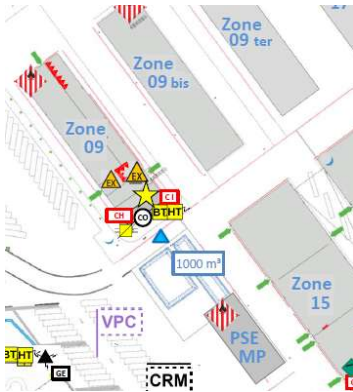 17
Zone
09 ter
Zone
09 bis
Zone
09
EX
EX
CI
CH
CO
BT
HT
1000 m³
Zone
15
VPC
PSE
MP
BT
HT
GE
CRM